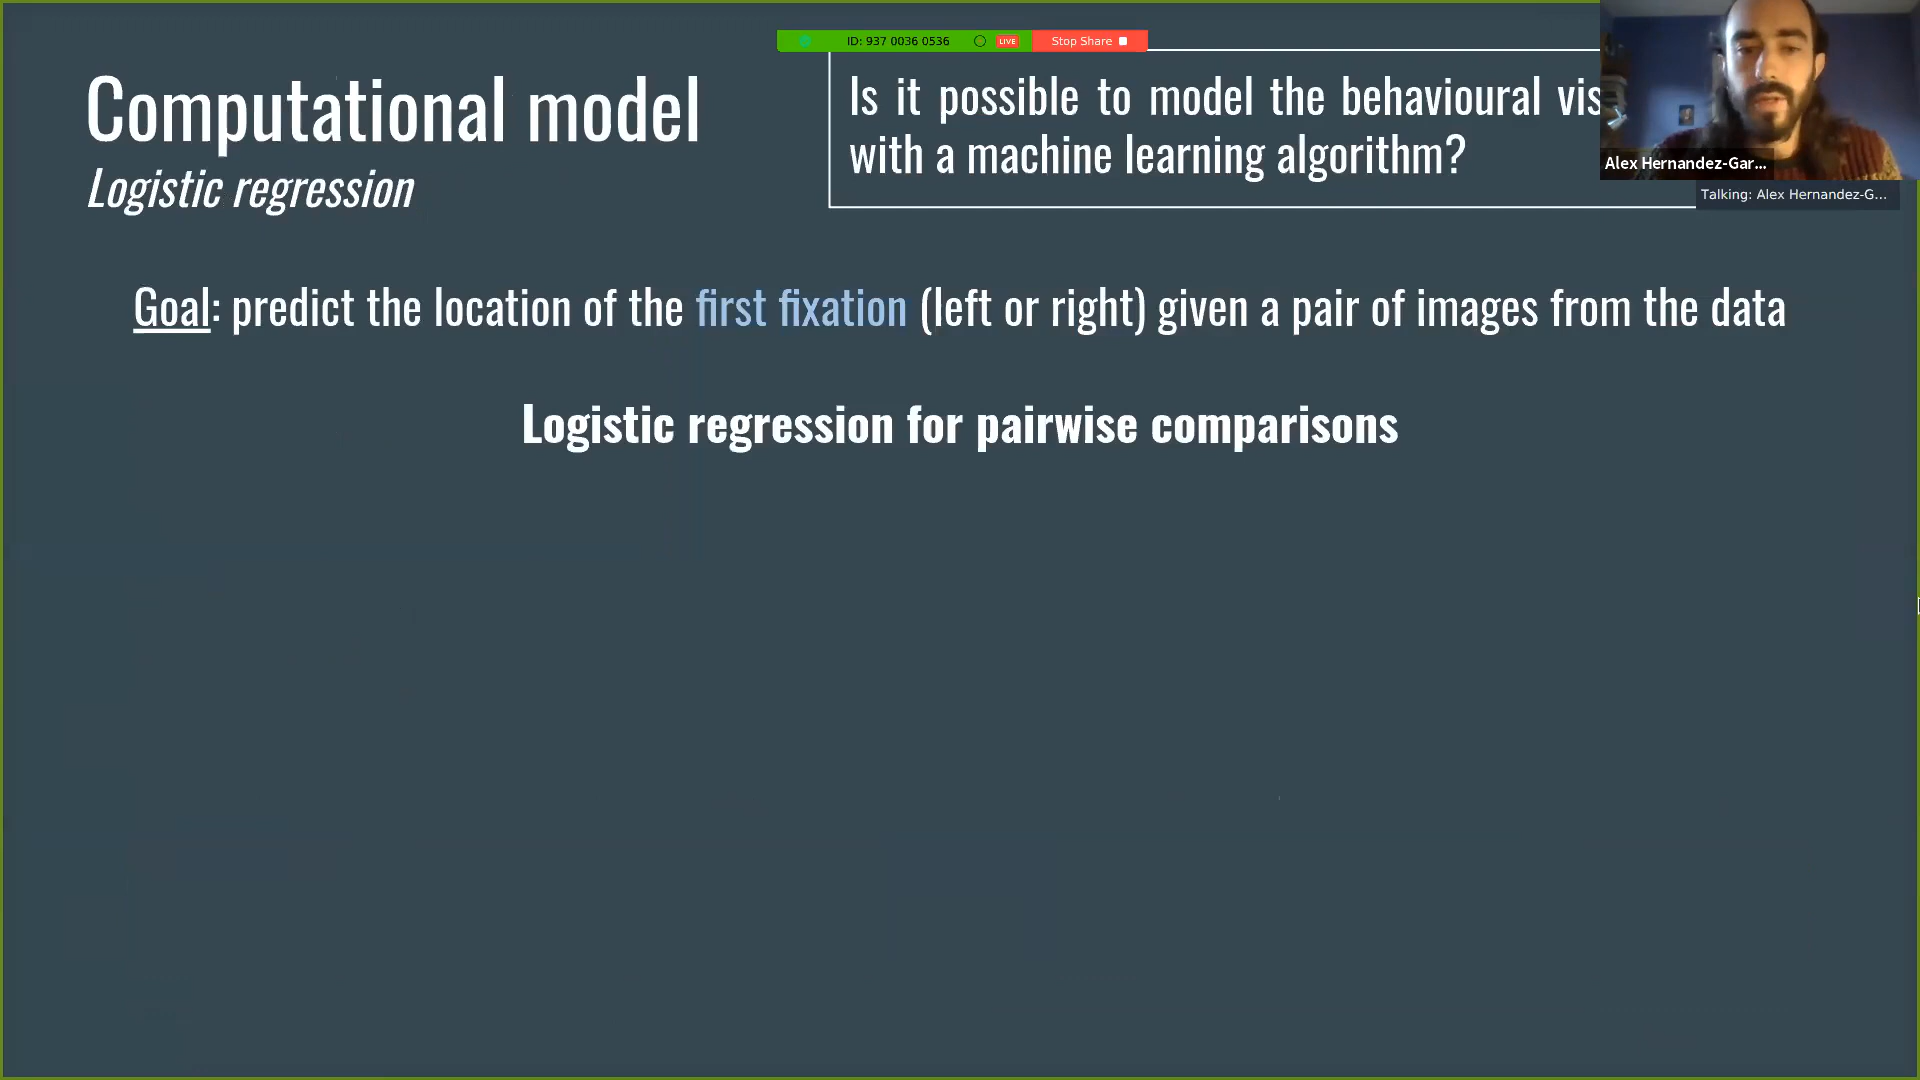 ID: 937 0036 0536
LIVE
Stop Share
Computational model
Logistic regression
Is it possible to model the behavioural
with a machine learning algorithm?
Alex Hernandez-Gar...
Talking: Alex Hernandez-G...
Goal: predict the location of the first fixation (left or right) given a pair of images from the data
Logistic regression for pairwise comparisons